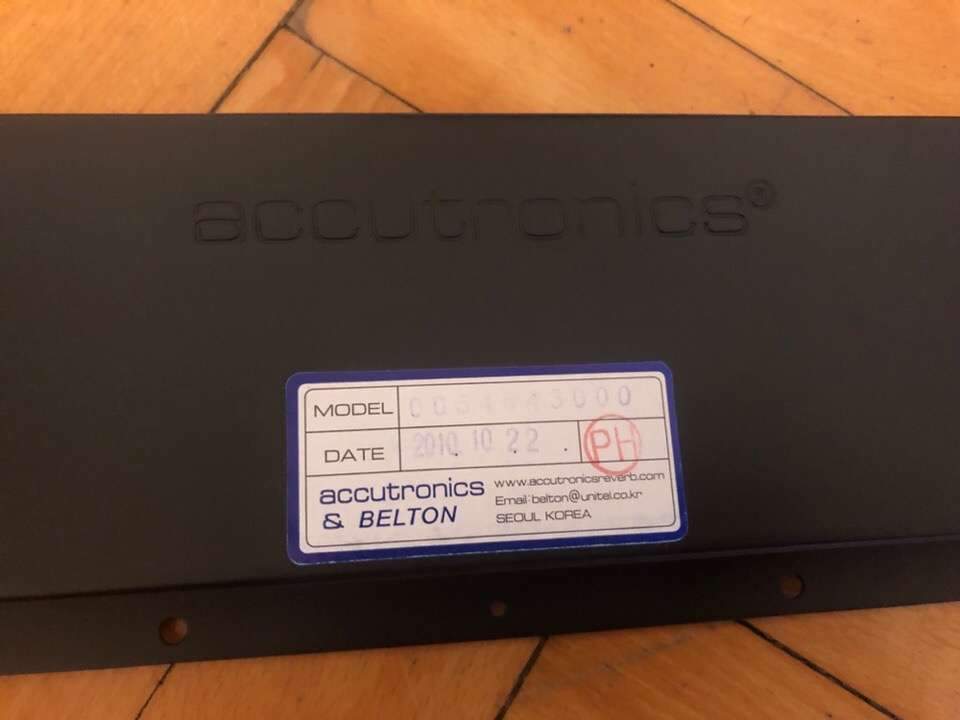 accutronics®
MODEL
DATE 2010. 10. 22.
PH
accutronics
& BELTON
www.accutronicsreverb.com
Email:belton@unitel.co.kr
SEOUL KOREA